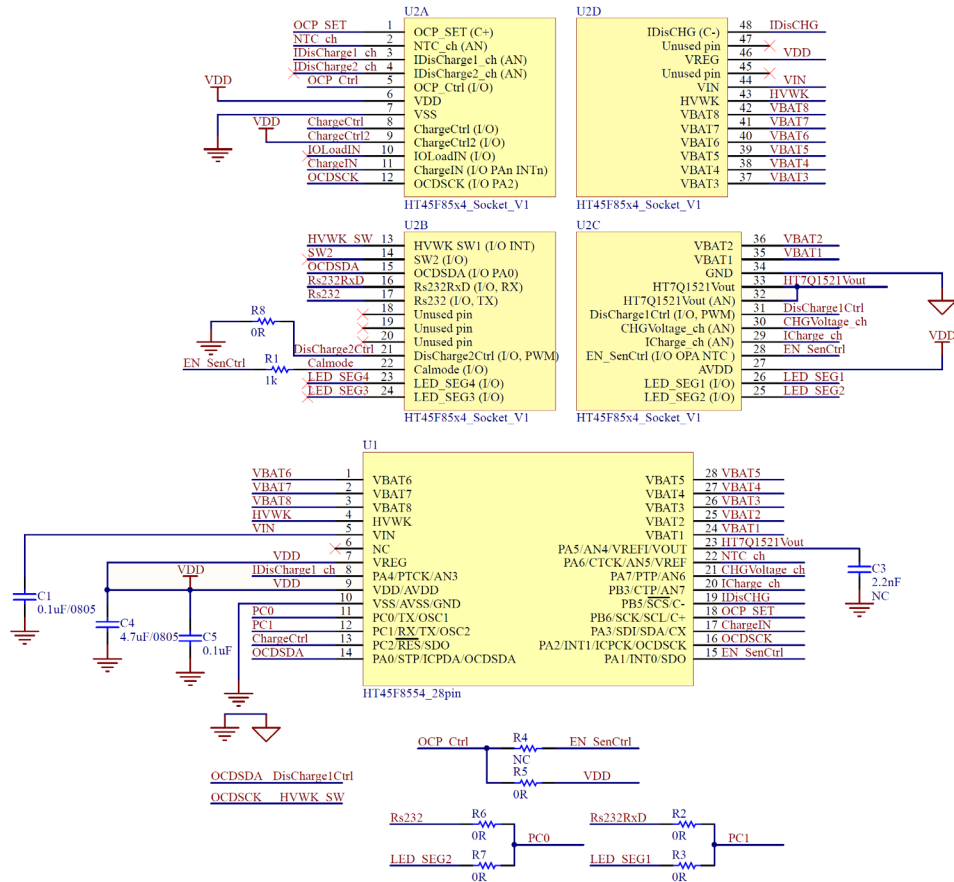 U2A
OCP_SET 1 OCP_SET (C+)
NTC_ch 2 NTC_ch (AN)
IDisCharge1_ch 3 IDisCharge1_ch (AN)
IDisCharge2_ch 4 IDisCharge2_ch (AN)
OCP_Ctrl 5 OCP_Ctrl (I/O)
VDD 6 VDD
7 VSS
ChargeCtrl 8 ChargeCtrl (I/O)
VDD ChargeCtrl2 9 ChargeCtrl2 (I/O)
IOLoadIN 10 IOLoadIN (I/O)
ChargeIN 11 ChargeIN (I/O PAn INTn)
OCDSCK 12 OCDSCK (I/O PA2)
HT45F85x4_Socket_V1
U2D
IDisCHG (C-) 48 IDisCHG
Unused pin 47
VREG 46 VDD
Unused pin 45
VIN 44 VIN
HVWK 43 HVWK
VBAT8 42 VBAT8
VBAT7 41 VBAT7
VBAT6 40 VBAT6
VBAT5 39 VBAT5
VBAT4 38 VBAT4
VBAT3 37 VBAT3
HT45F85x4_Socket_V1
U2B
HVWK_SW 13 HVWK SW1 (I/O INT)
SW2 14 SW2 (I/O)
OCDSDA 15 OCDSDA (I/O PA0)
Rs232RxD 16 Rs232RxD (I/O, RX)
Rs232 17 Rs232 (I/O, TX)
18 Unused pin
19 Unused pin
20 Unused pin
R8
0R
DisCharge2Ctrl 21 DisCharge2Ctrl (I/O, PWM)
EN_SenCtrl R1 1k Calmode 22 Calmode (I/O)
LED_SEG4 23 LED_SEG4 (I/O)
LED_SEG3 24 LED_SEG3 (I/O)
HT45F85x4_Socket_V1
U2C
VBAT2 36 VBAT2
VBAT1 35 VBAT1
GND 34
HT7Q1521Vout 33 HT7Q1521Vout
HT7Q1521Vout (AN) 32
DisCharge1Ctrl (I/O, PWM) 31 DisCharge1Ctrl
CHGVoltage_ch (AN) 30 CHGVoltage_ch
ICharge_ch (AN) 29 ICharge_ch
EN_SenCtrl (I/O OPA NTC ) 28 EN_SenCtrl
AVDD 27 VDD
LED_SEG1 (I/O) 26 LED_SEG1
LED_SEG2 (I/O) 25 LED_SEG2
HT45F85x4_Socket_V1
U1
VBAT6 1 VBAT6
VBAT7 2 VBAT7
VBAT8 3 VBAT8
HVWK 4 HVWK
VIN 5 VIN
6 NC
VDD 7 VREG
IDisCharge1_ch 8 PA4/PTCK/AN3
VDD VDD 9 VDD/AVDD
10 VSS/AVSS/GND
PC0 11 PC0/TX/OSC1
PC1 12 PC1/RX/TX/OSC2
ChargeCtrl 13 PC2/RES/SDO
OCDSDA 14 PA0/STP/ICPDA/OCDSDA
VBAT5 28 VBAT5
VBAT4 27 VBAT4
VBAT3 26 VBAT3
VBAT2 25 VBAT2
VBAT1 24 VBAT1
PA5/AN4/VREFI/VOUT 23 HT7Q1521Vout
PA6/CTCK/AN5/VREF 22 NTC_ch
PA7/PTP/AN6 21 CHGVoltage_ch
PB3/CTP/AN7 20 ICharge_ch
PB5/SCS/C- 19 IDisCHG
PB6/SCK/SCL/C+ 18 OCP_SET
PA3/SDI/SDA/CX 17 ChargeIN
PA2/INT1/ICPCK/OCDSCK 16 OCDSCK
PA1/INT0/SDO 15 EN_SenCtrl
HT45F8554_28pin
C1
0.1uF/0805
C4
4.7uF/0805
C5
0.1uF
C3
2.2nF
NC
OCP_Ctrl R4 EN_SenCtrl
NC
R5 VDD
0R
OCDSDA DisCharge1Ctrl
OCDSCK HVWK_SW
Rs232 R6 0R
PC0
LED_SEG2 R7 0R
Rs232RxD R2 0R
PC1
LED_SEG1 R3 0R